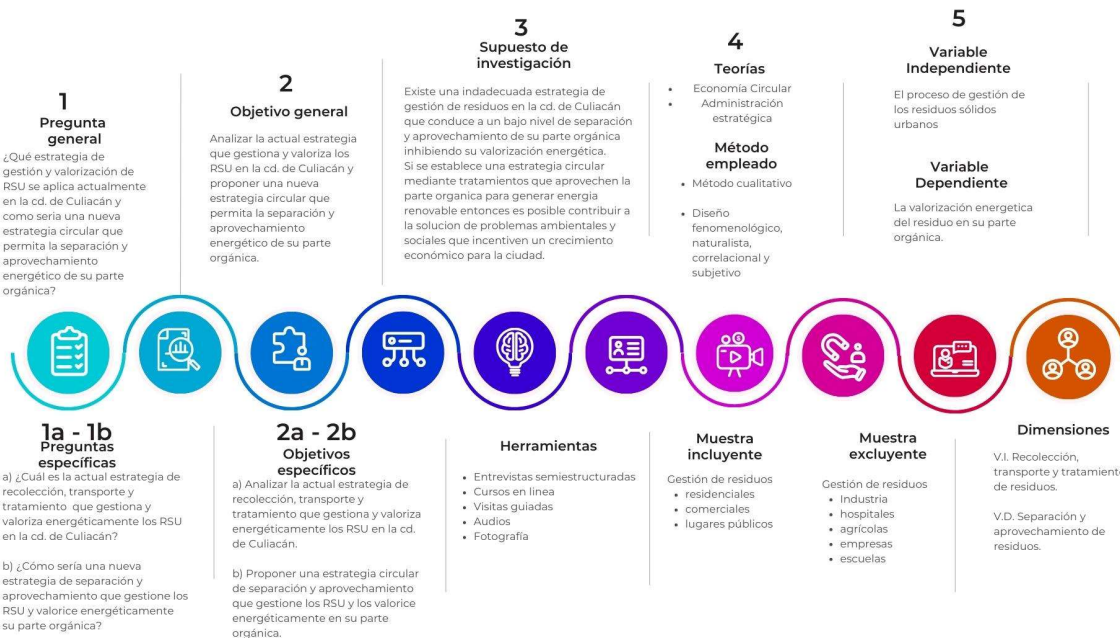 1
Pregunta
general
¿Qué estrategia de
gestión y valorización de
RSU se aplica actualmente
en la cd. de Culiacán y
como seria una nueva
estrategia circular que
permita la separación y
aprovechamiento
energético de su parte
orgánica?
2
Objetivo general
Analizar la actual estrategia
que gestiona y valoriza los
RSU en la cd. de Culiacán y
proponer una nueva
estrategia circular que
permita la separación y
aprovechamiento
energético de su parte
orgánica.
3
Supuesto de
investigación
Existe una indadecuada estrategia de
gestión de residuos en la cd. de Culiacán
que conduce a un bajo nivel de separación
y aprovechamiento de su parte orgánica
inhibiendo su valorización energética.
Si se establece una estrategia circular
mediante tratamientos que aprovechen la
parte organica para generar energia
renovable entonces es posible contribuir a
la solucion de problemas ambientales y
sociales que incentiven un crecimiento
económico para la ciudad.
4
Teorías
• Economía Circular
• Administración
estratégica
Método
empleado
• Método cualitativo
• Diseño
fenomenológico,
naturalista,
correlacional y
subjetivo
5
Variable
Independiente
El proceso de gestión de
los residuos sólidos
urbanos
Variable
Dependiente
La valorización energetica
del residuo en su parte
orgánica.
1a - 1b
Preguntas
específicas
a) ¿Cuál es la actual estrategia de
recolección, transporte y
tratamiento que gestiona y
valoriza energéticamente los RSU
en la cd. de Culiacán?
b) ¿Cómo sería una nueva
estrategia de separación y
aprovechamiento que gestione los
RSU y valorice energéticamente
su parte orgánica?
2a - 2b
Objetivos
específicos
a) Analizar la actual estrategia de
recolección, transporte y
tratamiento que gestiona y valoriza
energéticamente los RSU en la cd.
de Culiacán.
b) Proponer una estrategia circular
de separación y aprovechamiento
que gestione los RSU y los valorice
energéticamente en su parte
orgánica.
Herramientas
• Entrevistas semiestructuradas
• Cursos en linea
• Visitas guiadas
• Audios
• Fotografía
Muestra
incluyente
Gestión de residuos
• residenciales
• comerciales
• lugares públicos
Muestra
excluyente
Gestión de residuos
• Industria
• hospitales
• agrícolas
• empresas
• escuelas
Dimensiones
V.I. Recolección,
transporte y tratamiento
de residuos.
V.D. Separación y
aprovechamiento de
residuos.